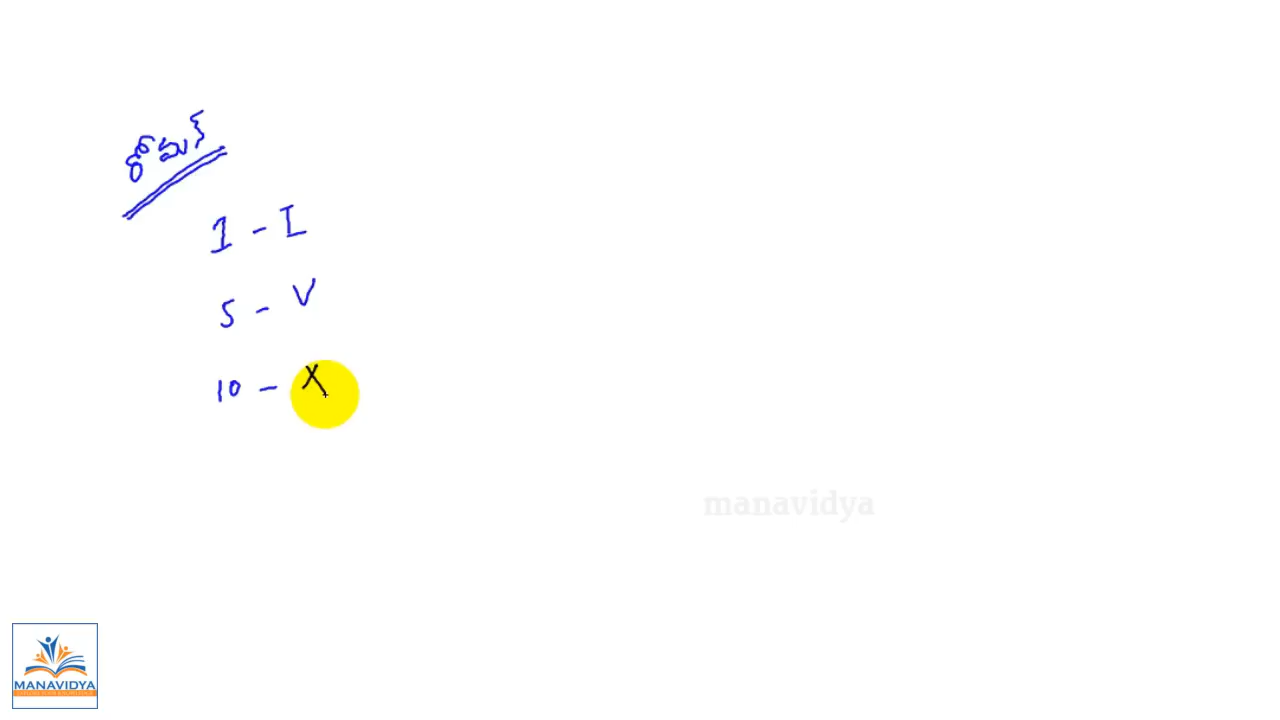 రోమన్
1 - I
5 - V
10 - X
manavidya
MANAVIDYA